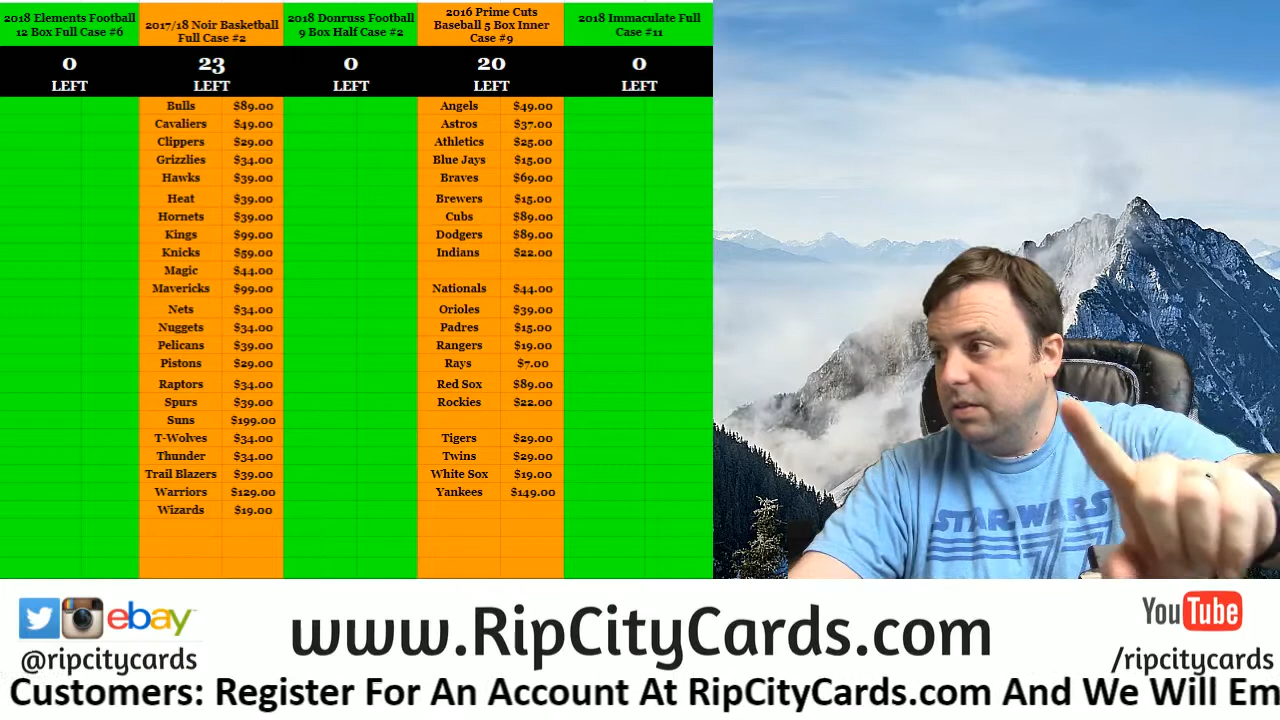 2018 Elements Football
12 Box Full Case #6
2017/18 Noir Basketball
Full Case #2
2018 Donruss Football
9 Box Half Case #2
2016 Prime Cuts
Baseball 5 Box Inner
Case #9
2018 Immaculate Full
Case #11
0 23 0 20 0
LEFT LEFT LEFT LEFT LEFT
Bulls $89.00 Angels $49.00
Cavaliers $49.00 Astros $37.00
Clippers $29.00 Athletics $25.00
Grizzlies $34.00 Blue Jays $15.00
Hawks $39.00 Braves $69.00
Heat $39.00 Brewers $15.00
Hornets $39.00 Cubs $89.00
Kings $99.00 Dodgers $89.00
Knicks $59.00 Indians $22.00
Magic $44.00
Mavericks $99.00 Nationals $44.00
Nets $34.00 Orioles $39.00
Nuggets $34.00 Padres $15.00
Pelicans $39.00 Rangers $19.00
Pistons $29.00 Rays $7.00
Raptors $34.00 Red Sox $89.00
Spurs $39.00 Rockies $22.00
Suns $199.00
T-Wolves $34.00 Tigers $29.00
Thunder $34.00 Twins $29.00
Trail Blazers $39.00 White Sox $19.00
Warriors $129.00 Yankees $149.00
Wizards $19.00
STAR WARS
77
ebay
@ripcitycards
www.RipCityCards.com
YouTube
/ripcitycards
Customers: Register For An Account At RipCityCards.com And We Will Em